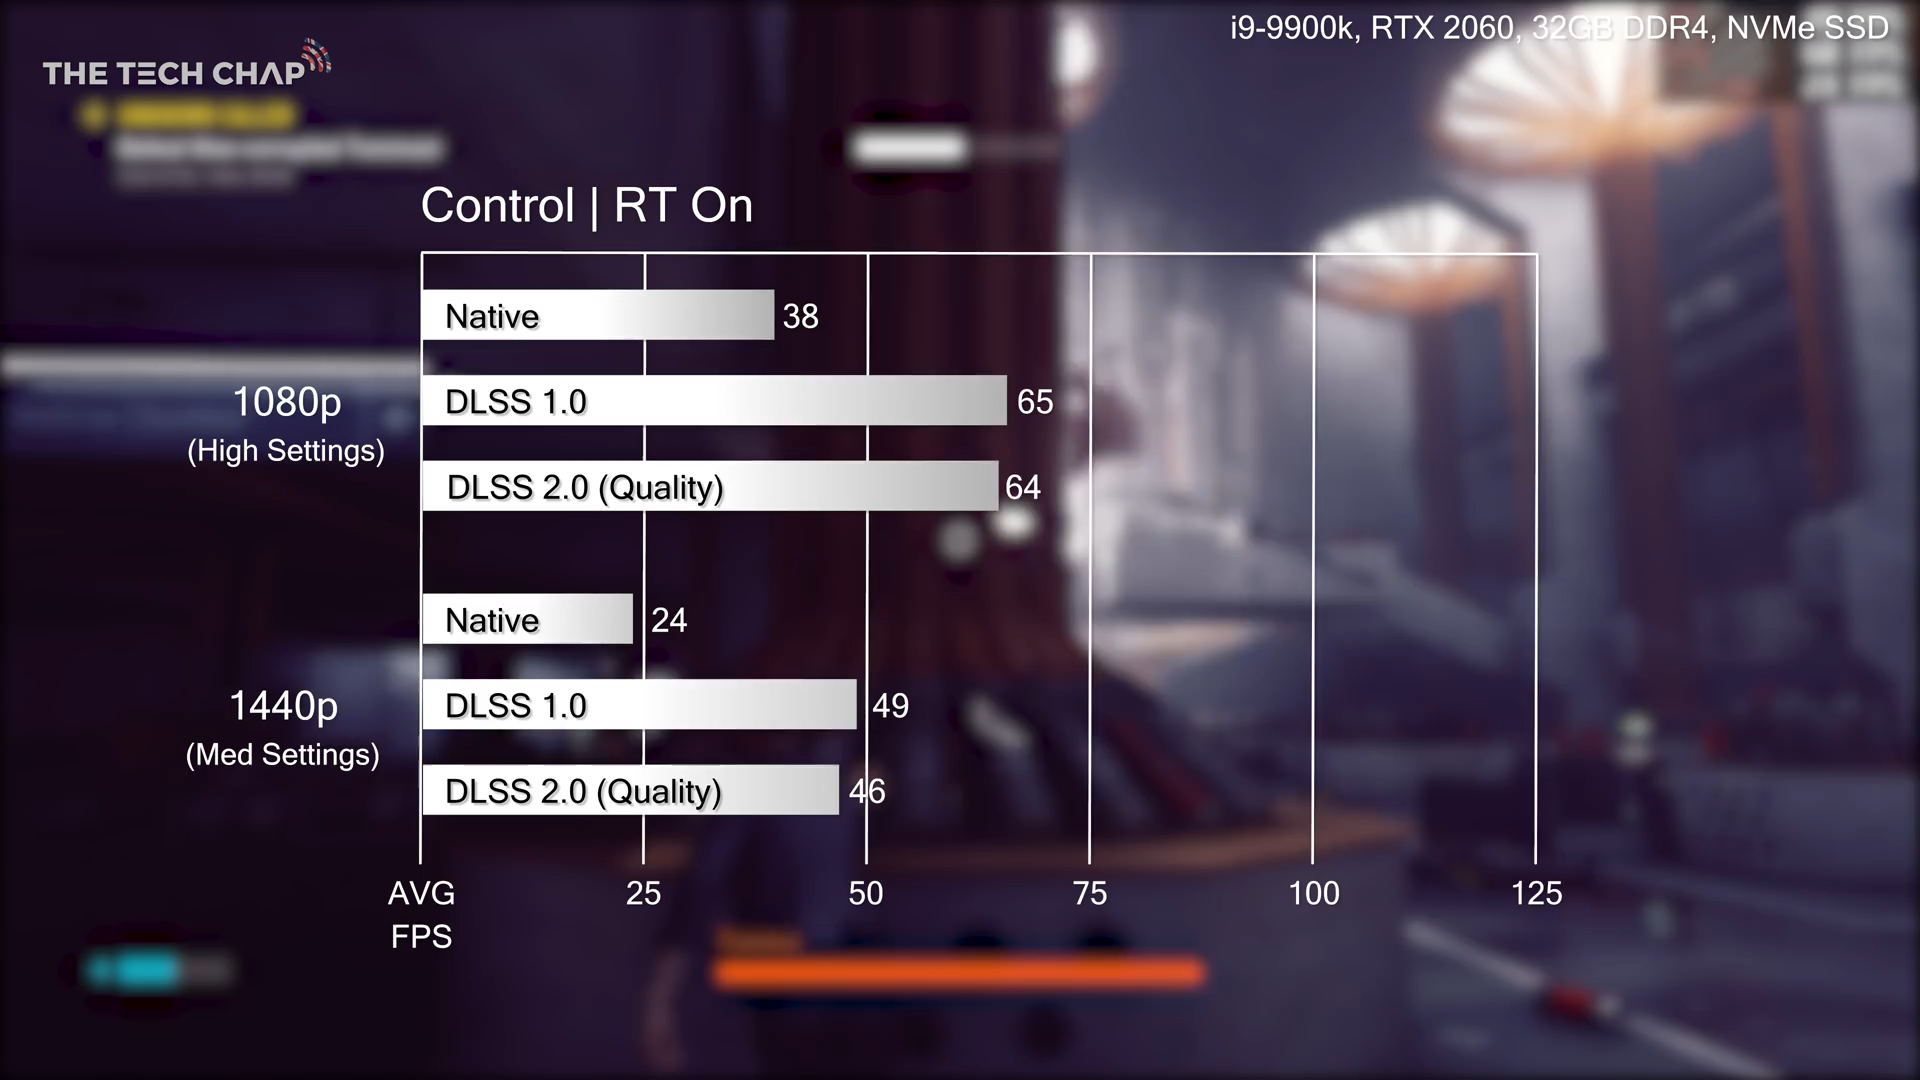 i9-9900k, RTX 2060, 32GB DDR4, NVMe SSD
THE TECH CHAP
Control | RT On
1080p
(High Settings)
Native 38
DLSS 1.0 65
DLSS 2.0 (Quality) 64
1440p
(Med Settings)
Native 24
DLSS 1.0 49
DLSS 2.0 (Quality) 46
AVG FPS
25 50 75 100 125